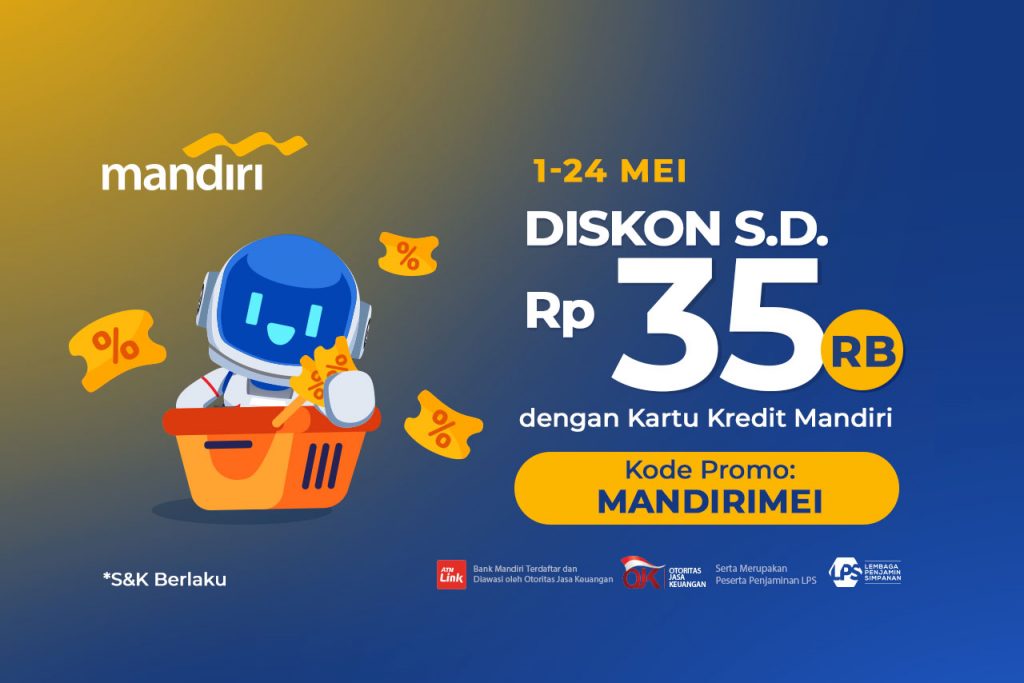 mandiri
1-24 MEI
DISKON S.D.
Rp 35 RB
dengan Kartu Kredit Mandiri
Kode Promo:
MANDIRIMEI
%
%
%
%
%
*S&K Berlaku
ATM
Link
Bank Mandiri Terdaftar dan
Diawasi oleh Otoritas Jasa Keuangan
OJK
OTORITAS
JASA
KEUANGAN
Serta Merupakan
Peserta Penjaminan LPS
LPS
LEMBAGA
PENJAMIN
SIMPANAN